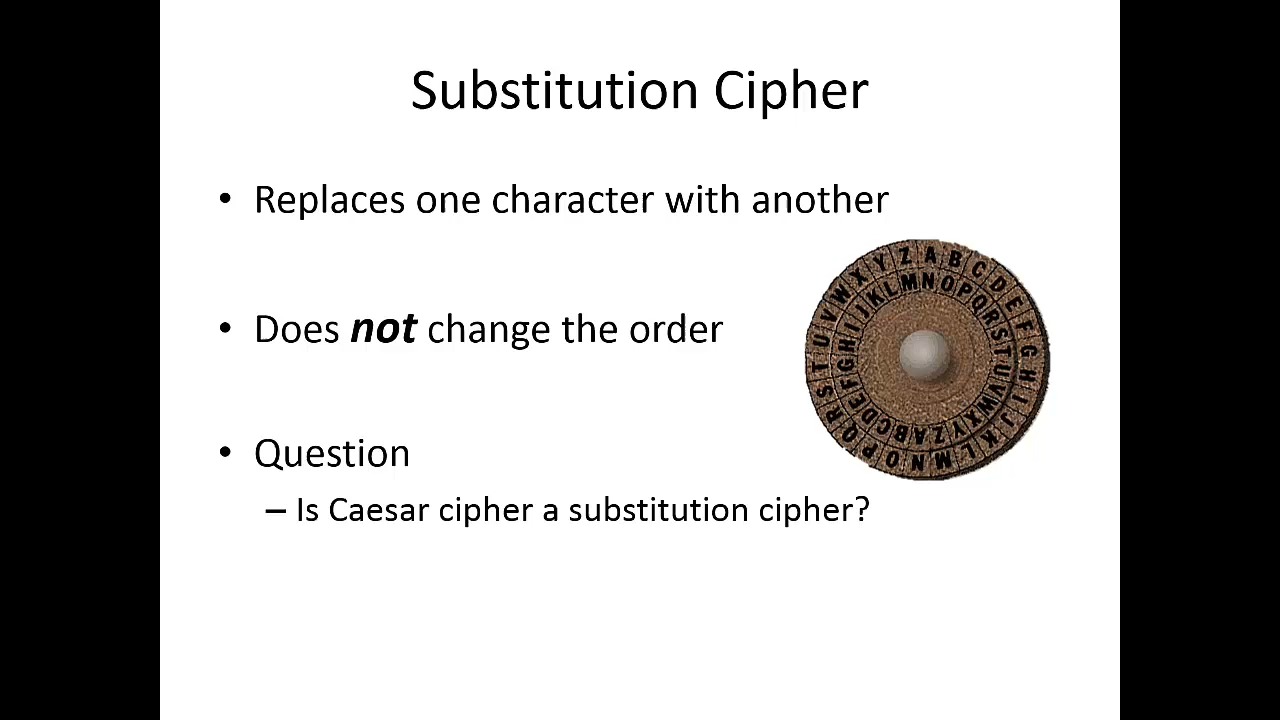 Substitution Cipher
• Replaces one character with another
• Does not change the order
• Question
– Is Caesar cipher a substitution cipher?
A B C D E F G H I J K L M N O P Q R S T U V W X Y Z
N O P Q R S T U V W X Y Z A B C D E F G H I J K L M